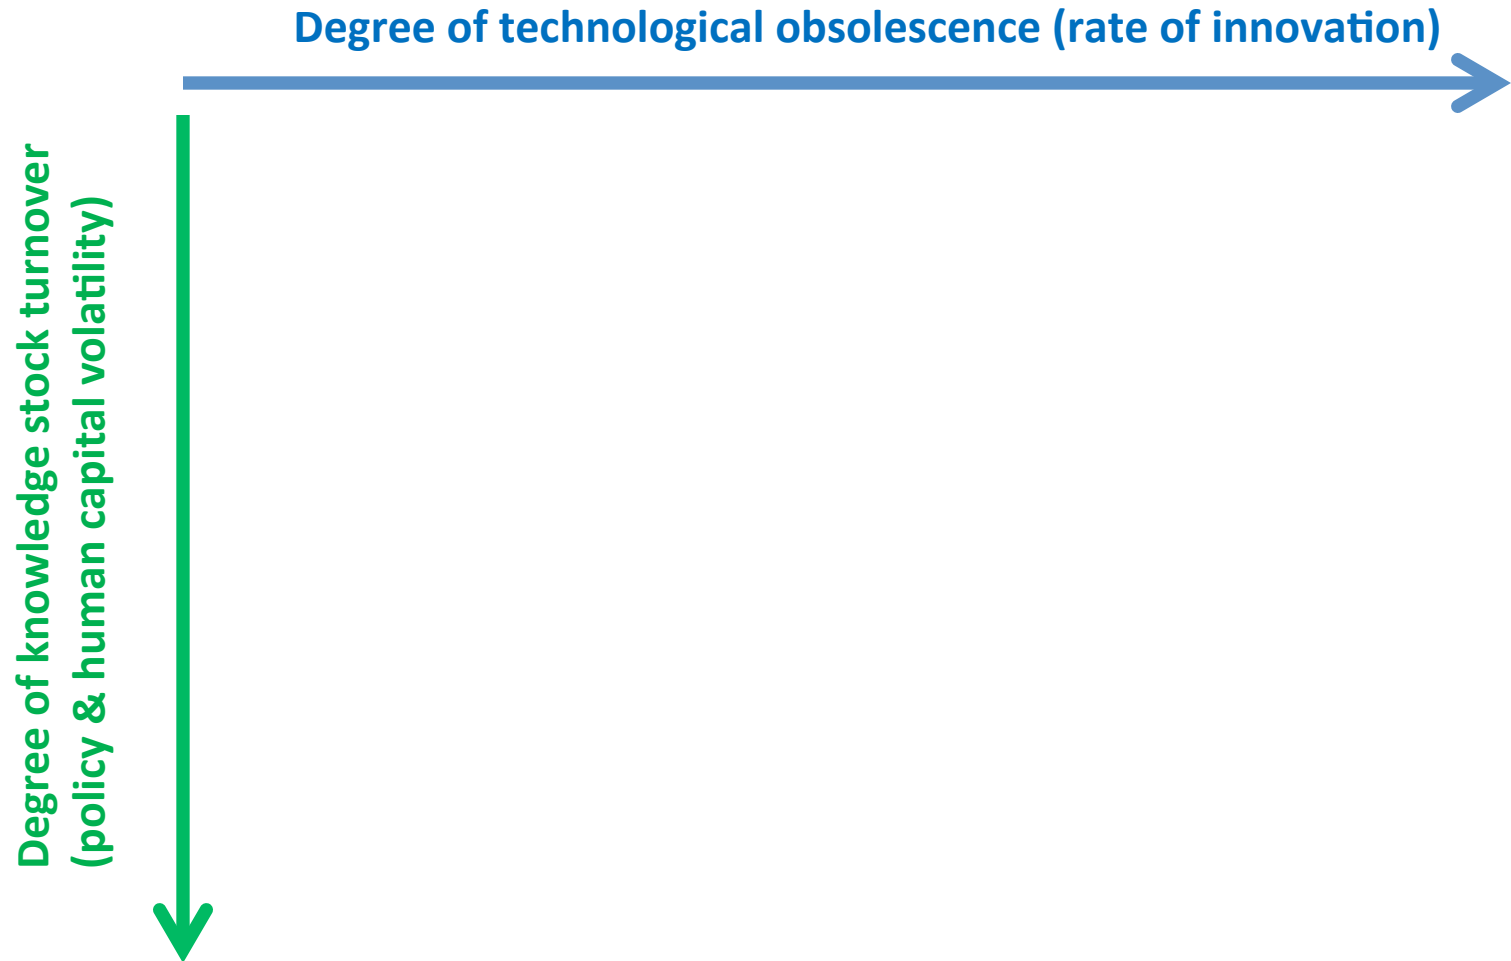 Degree of technological obsolescence (rate of innovation)
Degree of knowledge stock turnover
(policy & human capital volatility)